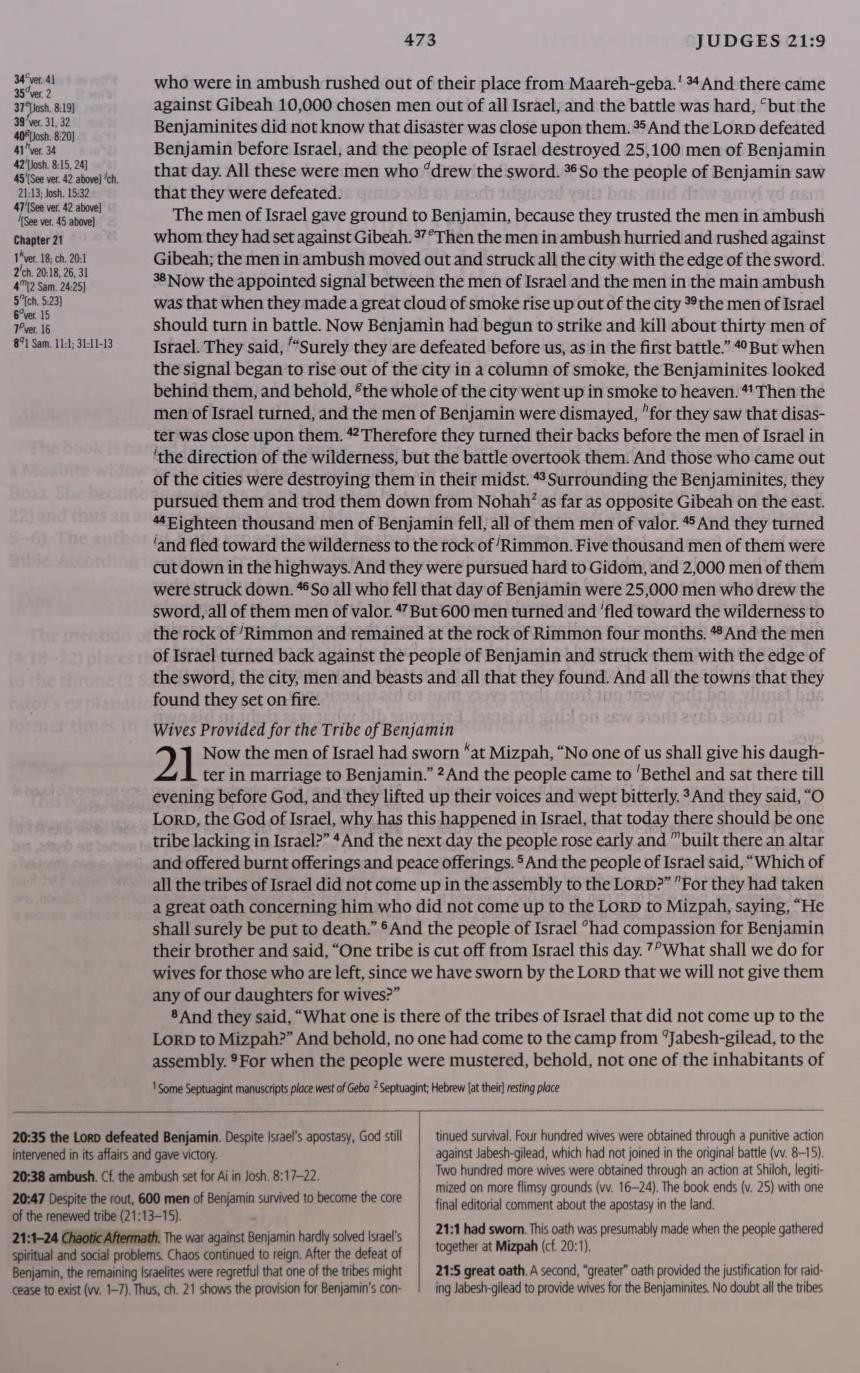 473
JUDGES 21:9
34 c ver. 41
35 d ver. 2
37 e [Josh. 8:19]
39 f ver. 31, 32
40 g [Josh. 8:20]
41 h ver. 34
42 i [Josh. 8:15, 24]
45 i [See ver. 42 above] j ch.
21:13; Josh. 15:32
47 i [See ver. 42 above]
j [See ver. 45 above]
Chapter 21
1 k ver. 18; ch. 20:1
2 l ch. 20:18, 26, 31
4 m [2 Sam. 24:25]
5 n [ch. 5:23]
6 o ver. 15
7 p ver. 16
8 q 1 Sam. 11:1; 31:11-13
who were in ambush rushed out of their place from Maareh-geba.1 34 And there came
against Gibeah 10,000 chosen men out of all Israel, and the battle was hard, c but the
Benjaminites did not know that disaster was close upon them. 35 And the LORD defeated
Benjamin before Israel, and the people of Israel destroyed 25,100 men of Benjamin
that day. All these were men who d drew the sword. 36 So the people of Benjamin saw
that they were defeated.
The men of Israel gave ground to Benjamin, because they trusted the men in ambush
whom they had set against Gibeah. 37 e Then the men in ambush hurried and rushed against
Gibeah; the men in ambush moved out and struck all the city with the edge of the sword.
38 Now the appointed signal between the men of Israel and the men in the main ambush
was that when they made a great cloud of smoke rise up out of the city 39 the men of Israel
should turn in battle. Now Benjamin had begun to strike and kill about thirty men of
Israel. They said, f “Surely they are defeated before us, as in the first battle.” 40 But when
the signal began to rise out of the city in a column of smoke, the Benjaminites looked
behind them, and behold, g the whole of the city went up in smoke to heaven. 41 Then the
men of Israel turned, and the men of Benjamin were dismayed, h for they saw that disas-
ter was close upon them. 42 Therefore they turned their backs before the men of Israel in
i the direction of the wilderness, but the battle overtook them. And those who came out
of the cities were destroying them in their midst. 43 Surrounding the Benjaminites, they
pursued them and trod them down from Nohah2 as far as opposite Gibeah on the east.
44 Eighteen thousand men of Benjamin fell, all of them men of valor. 45 And they turned
i and fled toward the wilderness to the rock of j Rimmon. Five thousand men of them were
cut down in the highways. And they were pursued hard to Gidom, and 2,000 men of them
were struck down. 46 So all who fell that day of Benjamin were 25,000 men who drew the
sword, all of them men of valor. 47 But 600 men turned and i fled toward the wilderness to
the rock of j Rimmon and remained at the rock of Rimmon four months. 48 And the men
of Israel turned back against the people of Benjamin and struck them with the edge of
the sword, the city, men and beasts and all that they found. And all the towns that they
found they set on fire.
Wives Provided for the Tribe of Benjamin
21 Now the men of Israel had sworn k at Mizpah, “No one of us shall give his daugh-
ter in marriage to Benjamin.” 2 And the people came to l Bethel and sat there till
evening before God, and they lifted up their voices and wept bitterly. 3 And they said, “O
LORD, the God of Israel, why has this happened in Israel, that today there should be one
tribe lacking in Israel?” 4 And the next day the people rose early and m built there an altar
and offered burnt offerings and peace offerings. 5 And the people of Israel said, “Which of
all the tribes of Israel did not come up in the assembly to the LORD?” n For they had taken
a great oath concerning him who did not come up to the LORD to Mizpah, saying, “He
shall surely be put to death.” 6 And the people of Israel o had compassion for Benjamin
their brother and said, “One tribe is cut off from Israel this day. 7 p What shall we do for
wives for those who are left, since we have sworn by the LORD that we will not give them
any of our daughters for wives?”
8 And they said, “What one is there of the tribes of Israel that did not come up to the
LORD to Mizpah?” And behold, no one had come to the camp from q Jabesh-gilead, to the
assembly. 9 For when the people were mustered, behold, not one of the inhabitants of
1 Some Septuagint manuscripts place west of Geba 2 Septuagint; Hebrew [at their] resting place
20:35 the LORD defeated Benjamin. Despite Israel's apostasy, God still
intervened in its affairs and gave victory.
20:38 ambush. Cf. the ambush set for Ai in Josh. 8:17–22.
20:47 Despite the rout, 600 men of Benjamin survived to become the core
of the renewed tribe (21:13–15).
21:1–24 Chaotic Aftermath. The war against Benjamin hardly solved Israel's
spiritual and social problems. Chaos continued to reign. After the defeat of
Benjamin, the remaining Israelites were regretful that one of the tribes might
cease to exist (vv. 1–7). Thus, ch. 21 shows the provision for Benjamin's con-
tinued survival. Four hundred wives were obtained through a punitive action
against Jabesh-gilead, which had not joined in the original battle (vv. 8–15).
Two hundred more wives were obtained through an action at Shiloh, legiti-
mized on more flimsy grounds (vv. 16–24). The book ends (v. 25) with one
final editorial comment about the apostasy in the land.
21:1 had sworn. This oath was presumably made when the people gathered
together at Mizpah (cf. 20:1).
21:5 great oath. A second, “greater” oath provided the justification for raid-
ing Jabesh-gilead to provide wives for the Benjaminites. No doubt all the tribes